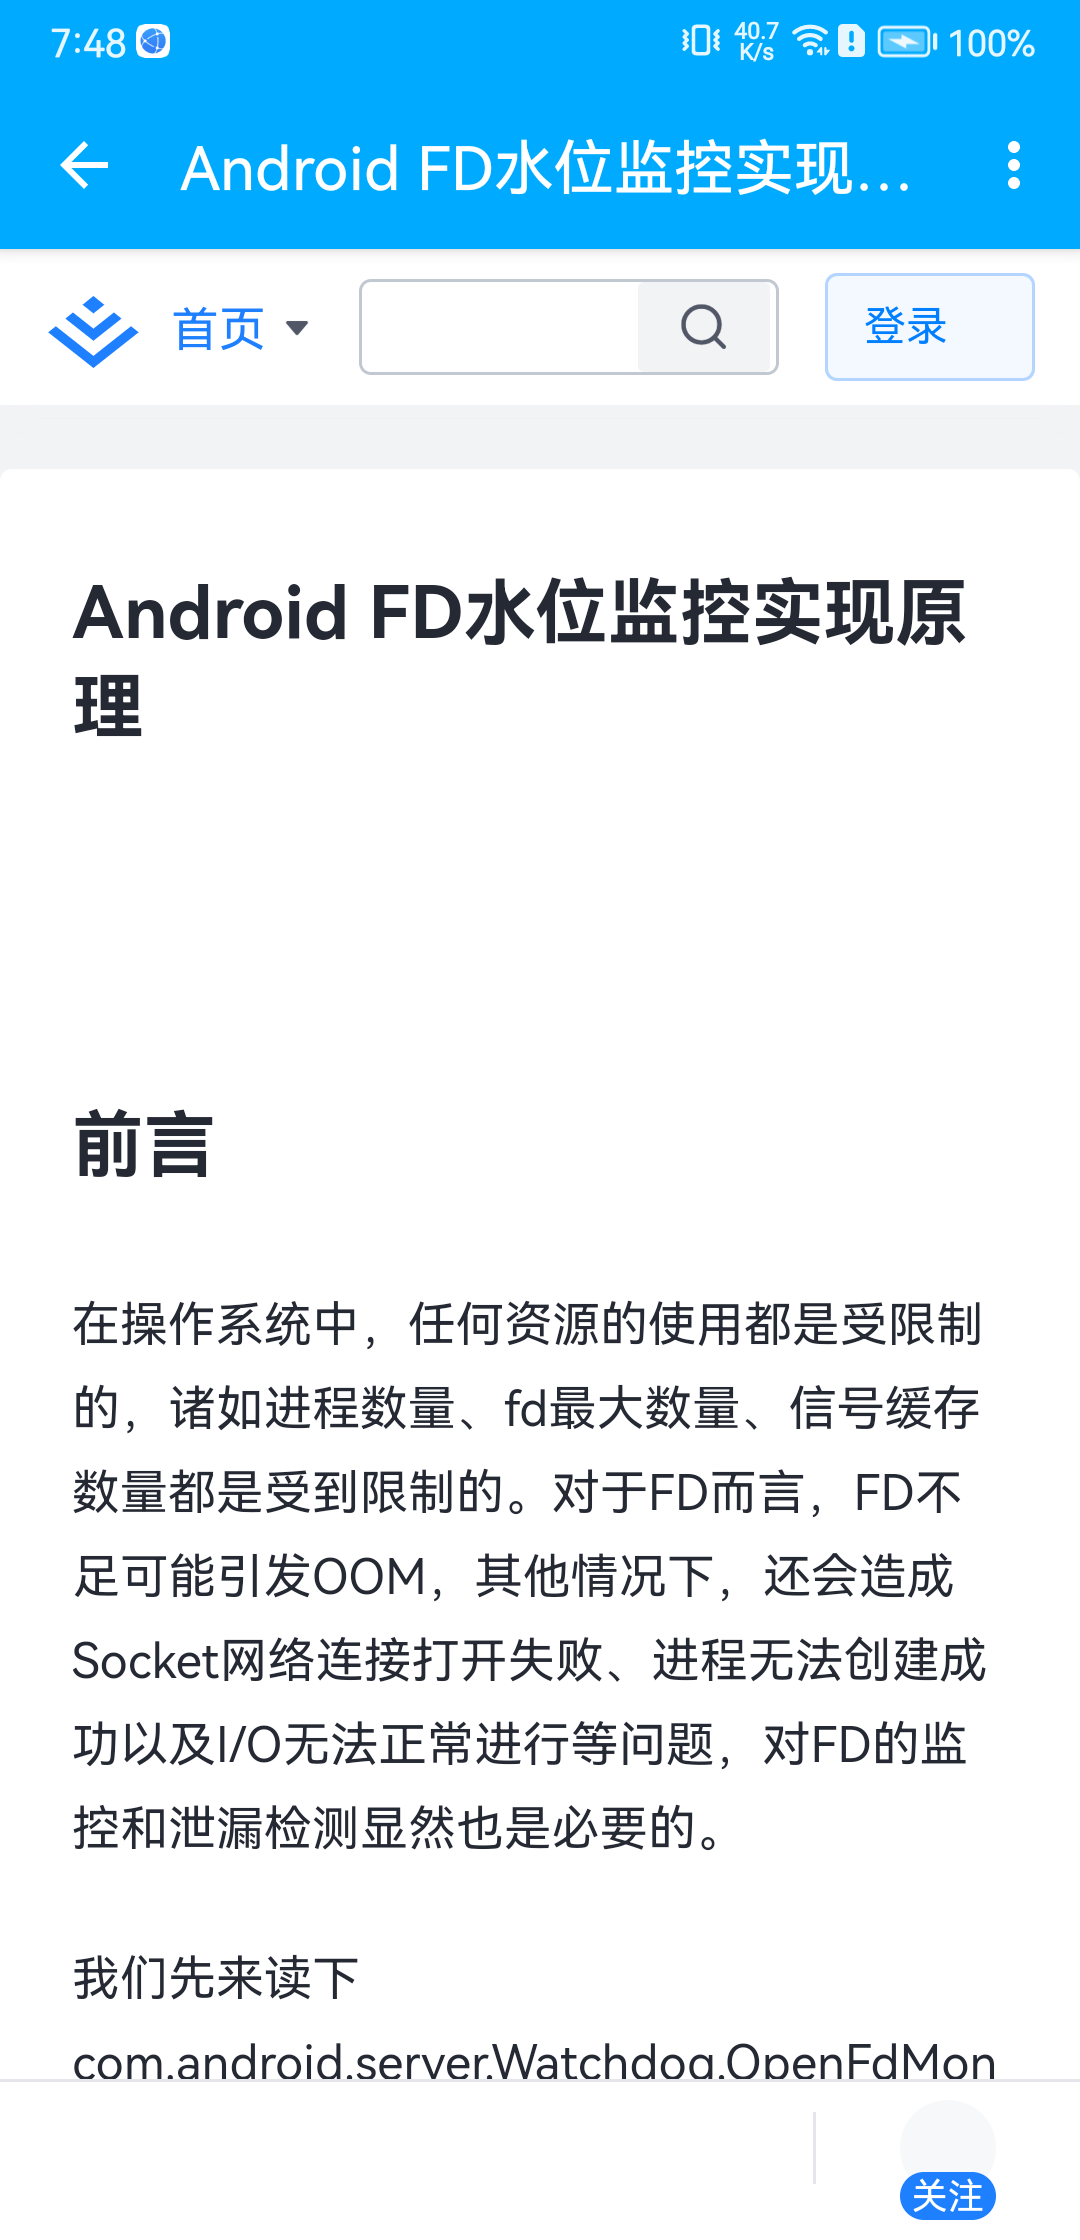 7:48
40.7 K/s
100%
Android FD水位监控实现...
首页
登录
Android FD水位监控实现原
理
前言
在操作系统中，任何资源的使用都是受限制
的，诸如进程数量、fd最大数量、信号缓存
数量都是受到限制的。对于FD而言，FD不
足可能引发OOM，其他情况下，还会造成
Socket网络连接打开失败、进程无法创建成
功以及I/O无法正常进行等问题，对FD的监
控和泄漏检测显然也是必要的。
我们先来读下
com.android.server.Watchdog.OpenFdMon
关注